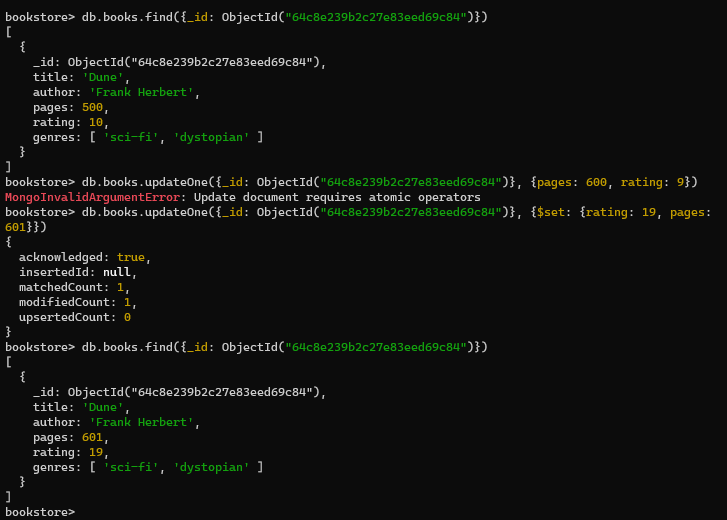 bookstore> db.books.find({_id: ObjectId("64c8e239b2c27e83eed69c84")})
[
  {
    _id: ObjectId("64c8e239b2c27e83eed69c84"),
    title: 'Dune',
    author: 'Frank Herbert',
    pages: 500,
    rating: 10,
    genres: [ 'sci-fi', 'dystopian' ]
  }
]
bookstore> db.books.updateOne({_id: ObjectId("64c8e239b2c27e83eed69c84")}, {pages: 600, rating: 9})
MongoInvalidArgumentError: Update document requires atomic operators
bookstore> db.books.updateOne({_id: ObjectId("64c8e239b2c27e83eed69c84")}, {$set: {rating: 19, pages:
601}})
{
  acknowledged: true,
  insertedId: null,
  matchedCount: 1,
  modifiedCount: 1,
  upsertedCount: 0
}
bookstore> db.books.find({_id: ObjectId("64c8e239b2c27e83eed69c84")})
[
  {
    _id: ObjectId("64c8e239b2c27e83eed69c84"),
    title: 'Dune',
    author: 'Frank Herbert',
    pages: 601,
    rating: 19,
    genres: [ 'sci-fi', 'dystopian' ]
  }
]
bookstore>